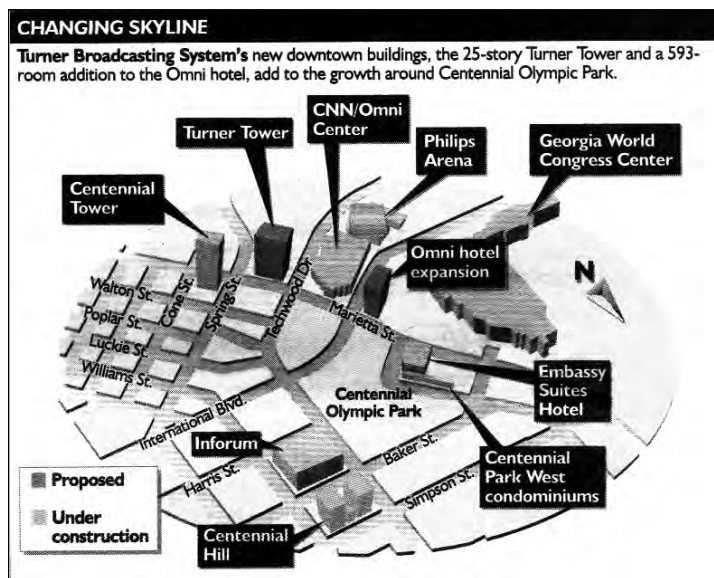 CHANGING SKYLINE
Turner Broadcasting System's new downtown buildings, the 25-story Turner Tower and a 593-
room addition to the Omni hotel, add to the growth around Centennial Olympic Park.
CNN/Omni
Center
Turner Tower
Philips
Arena
Georgia World
Congress Center
Centennial
Tower
Omni hotel
expansion
N
Walton St.
Cone St.
Spring St.
Techwood Dr
Marietta St.
Poplar St.
Luckie St.
Williams St.
Embassy
Suites
Hotel
Centennial
Olympic Park
International Blvd.
Inforum
Baker St.
Harris St.
Simpson St.
Centennial
Park West
condominiums
Proposed
Under
construction
Centennial
Hill